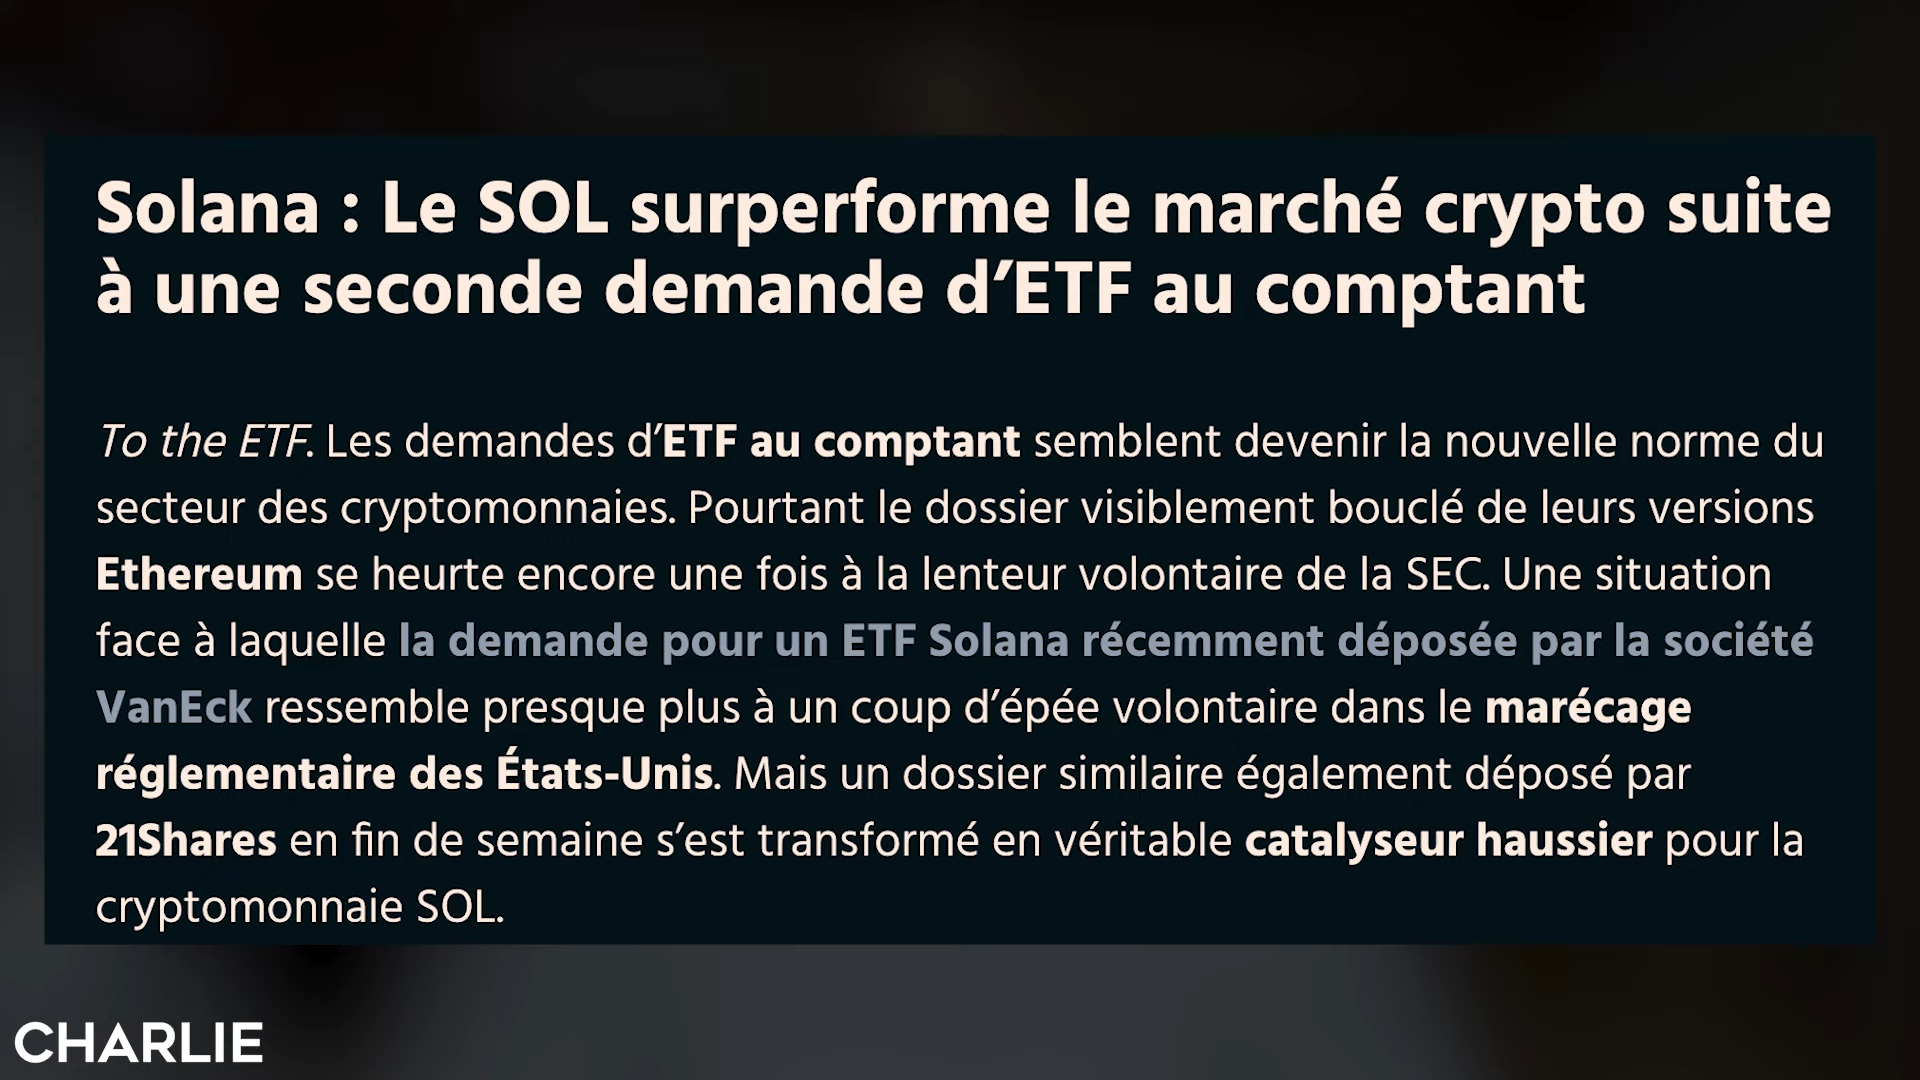 Solana : Le SOL surperforme le marché crypto suite
à une seconde demande d’ETF au comptant
To the ETF. Les demandes d’ETF au comptant semblent devenir la nouvelle norme du
secteur des cryptomonnaies. Pourtant le dossier visiblement bouclé de leurs versions
Ethereum se heurte encore une fois à la lenteur volontaire de la SEC. Une situation
face à laquelle la demande pour un ETF Solana récemment déposée par la société
VanEck ressemble presque plus à un coup d’épée volontaire dans le marécage
réglementaire des États-Unis. Mais un dossier similaire également déposé par
21Shares en fin de semaine s’est transformé en véritable catalyseur haussier pour la
cryptomonnaie SOL.
CHARLIE